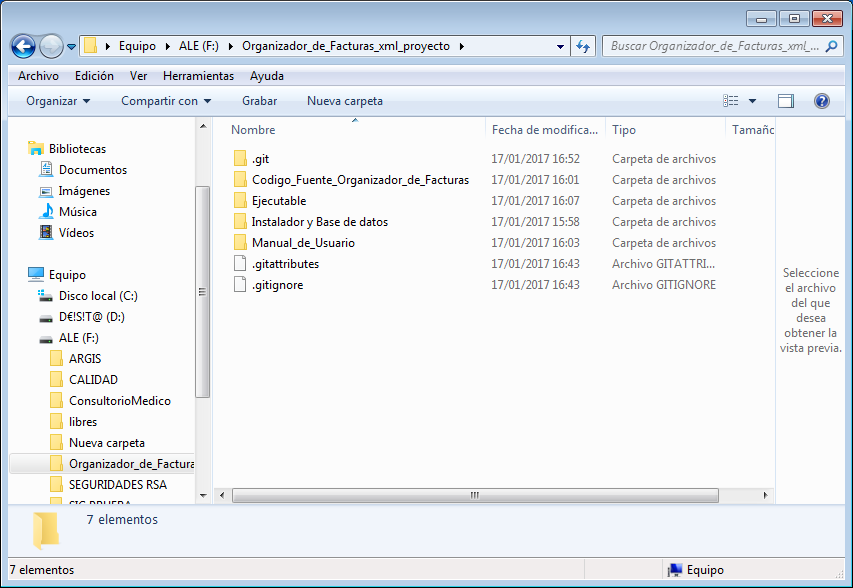 Equipo ▸ ALE (F:) ▸ Organizador_de_Facturas_xml_proyecto ▸
Buscar Organizador_de_Facturas_xml_...
Archivo Edición Ver Herramientas Ayuda
Organizar Compartir con Grabar Nueva carpeta
Nombre Fecha de modifica... Tipo Tamaño
Bibliotecas
Documentos
Imágenes
Música
Vídeos
Equipo
Disco local (C:)
D€!S!T@ (D:)
ALE (F:)
ARGIS
CALIDAD
ConsultorioMedico
libres
Nueva carpeta
Organizador_de_Factura
SEGURIDADES RSA
SIG PRUEBA
.git 17/01/2017 16:52 Carpeta de archivos
Codigo_Fuente_Organizador_de_Facturas 17/01/2017 16:01 Carpeta de archivos
Ejecutable 17/01/2017 16:07 Carpeta de archivos
Instalador y Base de datos 17/01/2017 15:58 Carpeta de archivos
Manual_de_Usuario 17/01/2017 16:03 Carpeta de archivos
.gitattributes 17/01/2017 16:43 Archivo GITATTRI...
.gitignore 17/01/2017 16:43 Archivo GITIGNORE
Seleccione
el archivo
del que
desea
obtener la
vista previa.
7 elementos
7 elementos
Equipo